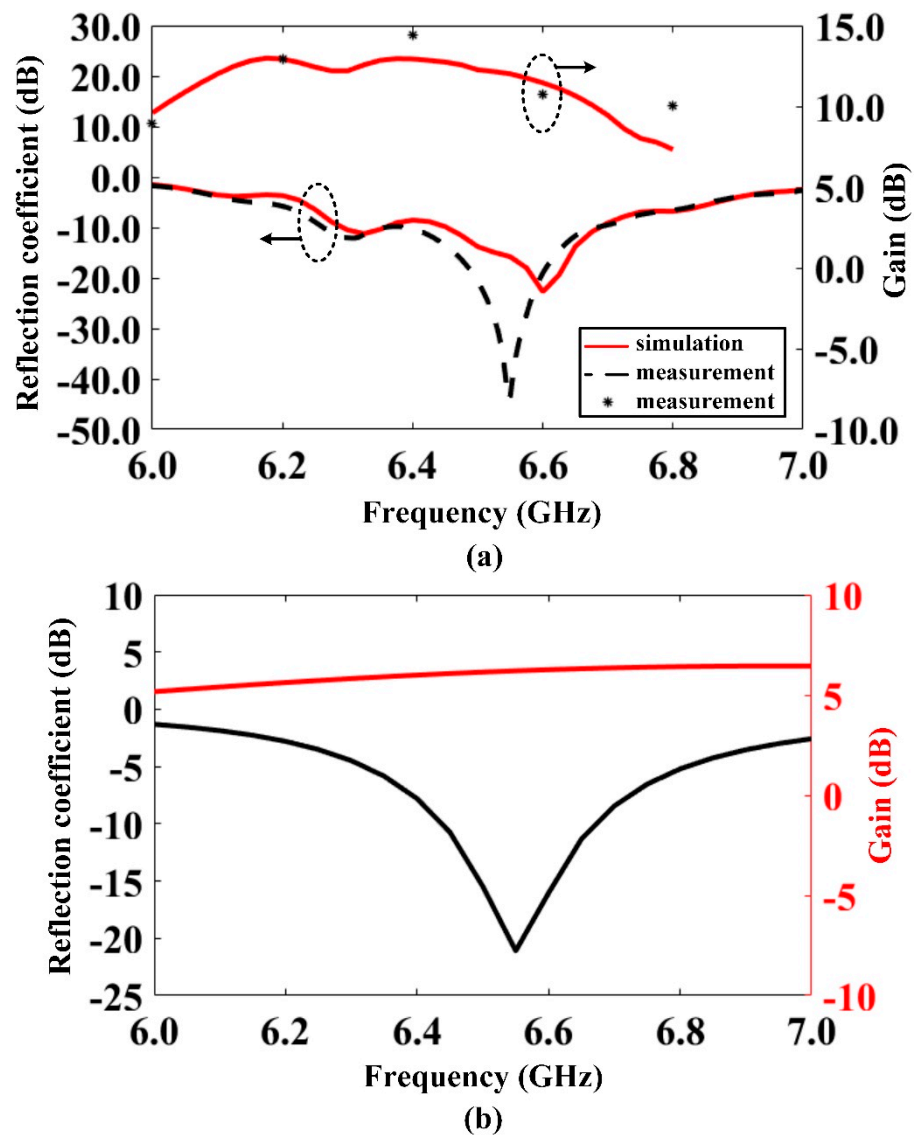 Reflection coefficient (dB)
30.0
20.0
10.0
0.0
-10.0
-20.0
-30.0
-40.0
-50.0
15.0
10.0
5.0
0.0
-5.0
-10.0
Gain (dB)
simulation
measurement
measurement
6.0 6.2 6.4 6.6 6.8 7.0
Frequency (GHz)
(a)
Reflection coefficient (dB)
10
5
0
-5
-10
-15
-20
-25
10
5
0
-5
-10
Gain (dB)
6.0 6.2 6.4 6.6 6.8 7.0
Frequency (GHz)
(b)